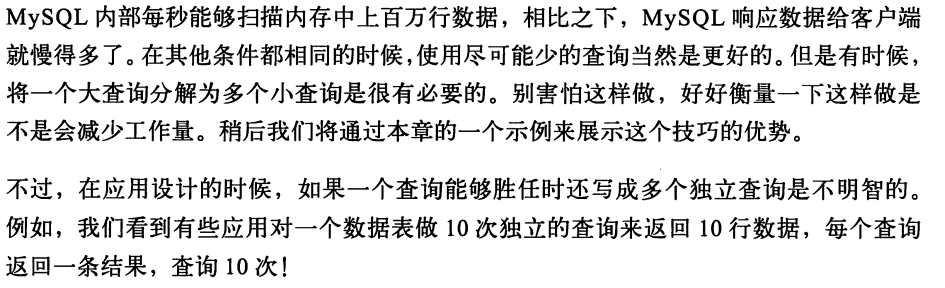 MySQL 内部每秒能够扫描内存中上百万行数据，相比之下，MySQL 响应数据给客户端
就慢得多了。在其他条件都相同的时候，使用尽可能少的查询当然是更好的。但是有时候，
将一个大查询分解为多个小查询是很有必要的。别害怕这样做，好好衡量一下这样做是
不是会减少工作量。稍后我们将通过本章的一个示例来展示这个技巧的优势。
不过，在应用设计的时候，如果一个查询能够胜任时还写成多个独立查询是不明智的。
例如，我们看到有些应用对一个数据表做 10 次独立的查询来返回 10 行数据，每个查询
返回一条结果，查询 10 次！